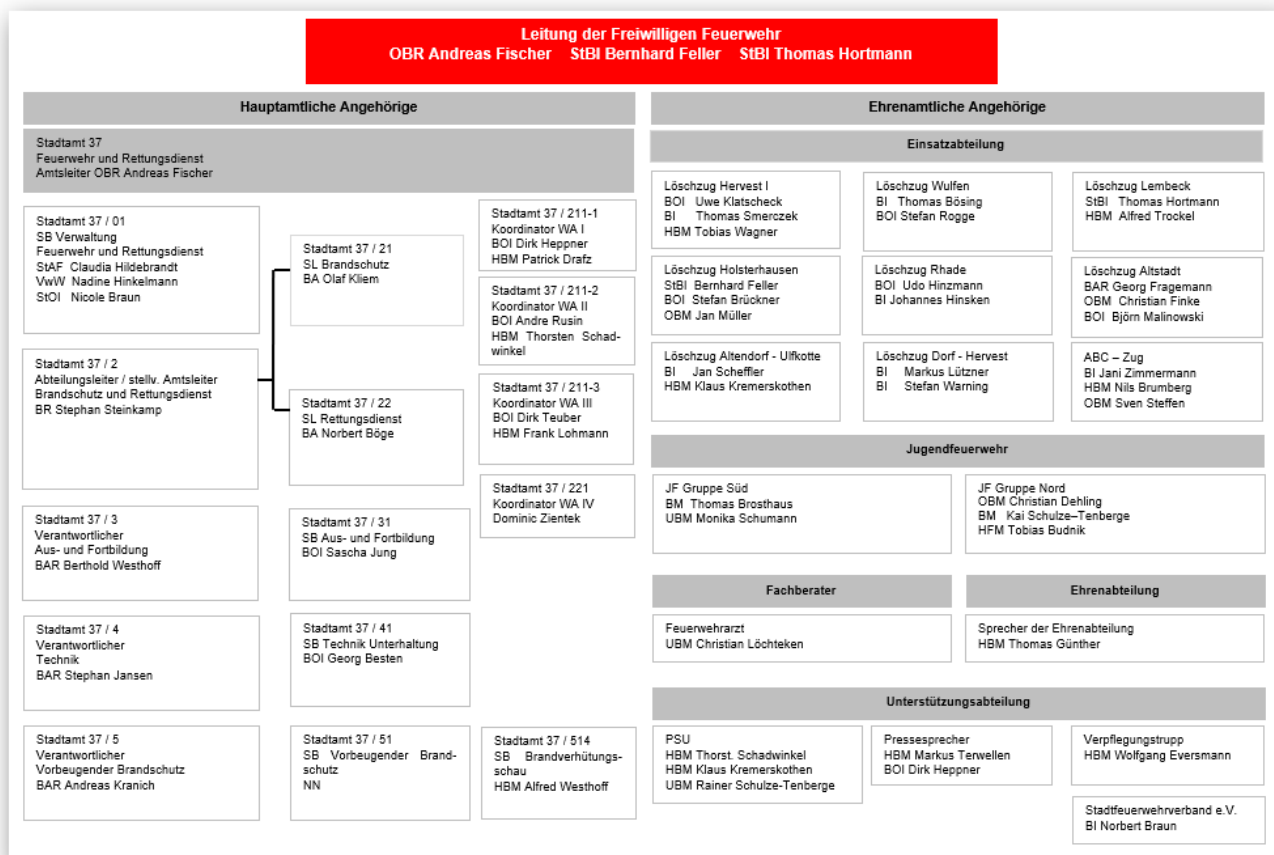 Leitung der Freiwilligen Feuerwehr
OBR Andreas Fischer StBI Bernhard Feller StBI Thomas Hortmann
Hauptamtliche Angehörige
Stadtamt 37
Feuerwehr und Rettungsdienst
Amtsleiter OBR Andreas Fischer
Stadtamt 37 / 01
SB Verwaltung
Feuerwehr und Rettungsdienst
StAF Claudia Hildebrandt
VwW Nadine Hinkelmann
StOI Nicole Braun
Stadtamt 37 / 2
Abteilungsleiter / stellv. Amtsleiter
Brandschutz und Rettungsdienst
BR Stephan Steinkamp
Stadtamt 37 / 21
SL Brandschutz
BA Olaf Kliem
Stadtamt 37 / 22
SL Rettungsdienst
BA Norbert Böge
Stadtamt 37 / 211-1
Koordinator WA I
BOI Dirk Heppner
HBM Patrick Drafz
Stadtamt 37 / 211-2
Koordinator WA II
BOI Andre Rusin
HBM Thorsten Schad-
winkel
Stadtamt 37 / 211-3
Koordinator WA III
BOI Dirk Teuber
HBM Frank Lohmann
Stadtamt 37 / 221
Koordinator WA IV
Dominic Zientek
Stadtamt 37 / 3
Verantwortlicher
Aus- und Fortbildung
BAR Berthold Westhoff
Stadtamt 37 / 31
SB Aus- und Fortbildung
BOI Sascha Jung
Stadtamt 37 / 4
Verantwortlicher
Technik
BAR Stephan Jansen
Stadtamt 37 / 41
SB Technik Unterhaltung
BOI Georg Besten
Stadtamt 37 / 5
Verantwortlicher
Vorbeugender Brandschutz
BAR Andreas Kranich
Stadtamt 37 / 51
SB Vorbeugender Brand-
schutz
NN
Stadtamt 37 / 514
SB Brandverhütungs-
schau
HBM Alfred Westhoff
Ehrenamtliche Angehörige
Einsatzabteilung
Löschzug Hervest I
BOI Uwe Klatscheck
BI Thomas Smerczek
HBM Tobias Wagner
Löschzug Wulfen
BI Thomas Bösing
BOI Stefan Rogge
Löschzug Lembeck
StBI Thomas Hortmann
HBM Alfred Trockel
Löschzug Holsterhausen
StBI Bernhard Feller
BOI Stefan Brückner
OBM Jan Müller
Löschzug Rhade
BOI Udo Hinzmann
BI Johannes Hinsken
Löschzug Altstadt
BAR Georg Fragemann
OBM Christian Finke
BOI Björn Malinowski
Löschzug Altendorf - Ulfkotte
BI Jan Scheffler
HBM Klaus Kremerskothen
Löschzug Dorf - Hervest
BI Markus Lützner
BI Stefan Warning
ABC – Zug
BI Jani Zimmermann
HBM Nils Brumberg
OBM Sven Steffen
Jugendfeuerwehr
JF Gruppe Süd
BM Thomas Brosthaus
UBM Monika Schumann
JF Gruppe Nord
OBM Christian Dehling
BM Kai Schulze–Tenberge
HFM Tobias Budnik
Fachberater
Feuerwehrarzt
UBM Christian Löchteken
Ehrenabteilung
Sprecher der Ehrenabteilung
HBM Thomas Günther
Unterstützungsabteilung
PSU
HBM Thorst. Schadwinkel
HBM Klaus Kremerskothen
UBM Rainer Schulze-Tenberge
Pressesprecher
HBM Markus Terwellen
BOI Dirk Heppner
Verpflegungstrupp
HBM Wolfgang Eversmann
Stadtfeuerwehrverband e.V.
BI Norbert Braun